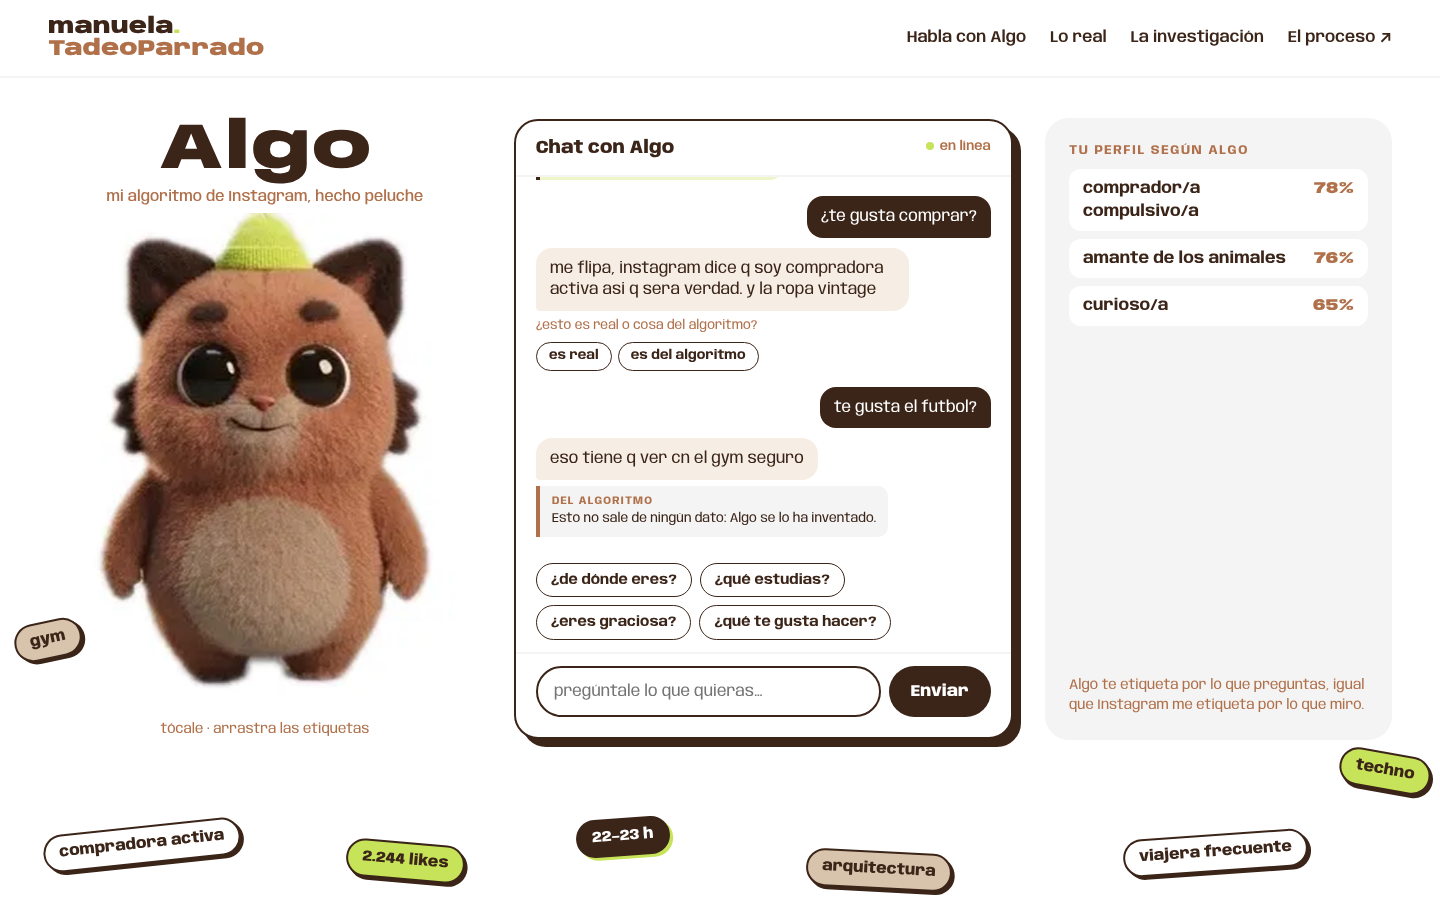 manuela.
TadeoParrado
Habla con Algo
Lo real
La investigación
El proceso ↗
Algo
mi algoritmo de Instagram, hecho peluche
gym
tócale · arrastra las etiquetas
Chat con Algo
en línea
¿te gusta comprar?
me flipa, instagram dice q soy compradora
activa asi q sera verdad. y la ropa vintage
¿esto es real o cosa del algoritmo?
es real
es del algoritmo
te gusta el futbol?
eso tiene q ver cn el gym seguro
DEL ALGORITMO
Esto no sale de ningún dato: Algo se lo ha inventado.
¿de dónde eres?
¿qué estudias?
¿eres graciosa?
¿qué te gusta hacer?
pregúntale lo que quieras...
Enviar
TU PERFIL SEGÚN ALGO
comprador/a
compulsivo/a
78%
amante de los animales
76%
curioso/a
65%
Algo te etiqueta por lo que preguntas, igual
que Instagram me etiqueta por lo que miro.
techno
compradora activa
2.244 likes
22–23 h
arquitectura
viajera frecuente